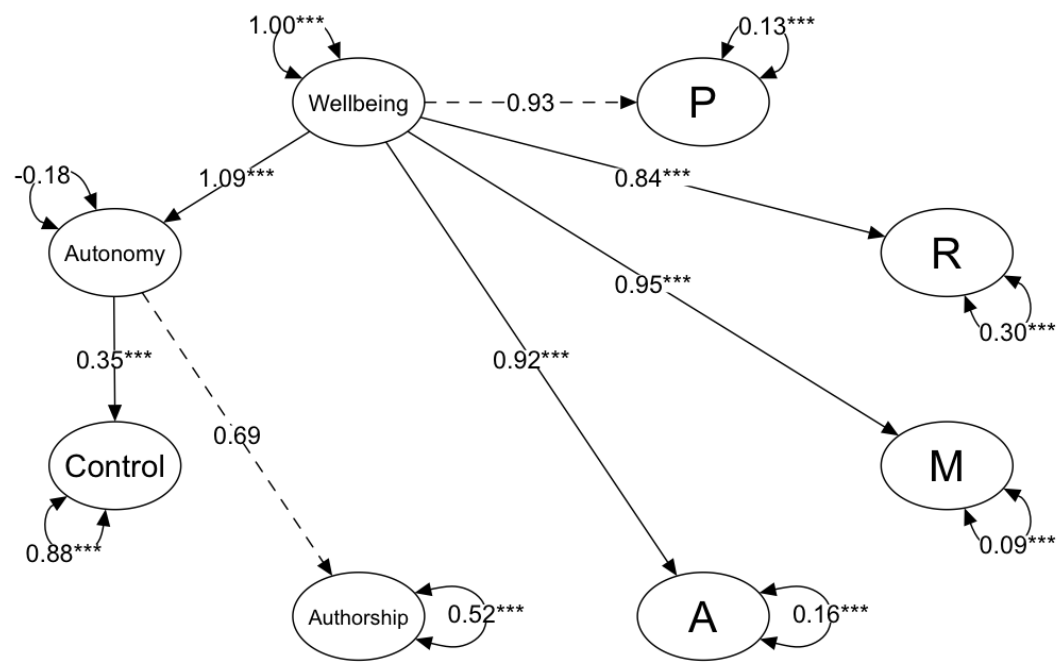 1.00***
0.13***
Wellbeing
0.93
P
-0.18
1.09***
0.84***
Autonomy
R
0.95***
0.30***
0.35***
0.92***
0.69
Control
M
0.88***
0.09***
Authorship
0.52***
A
0.16***